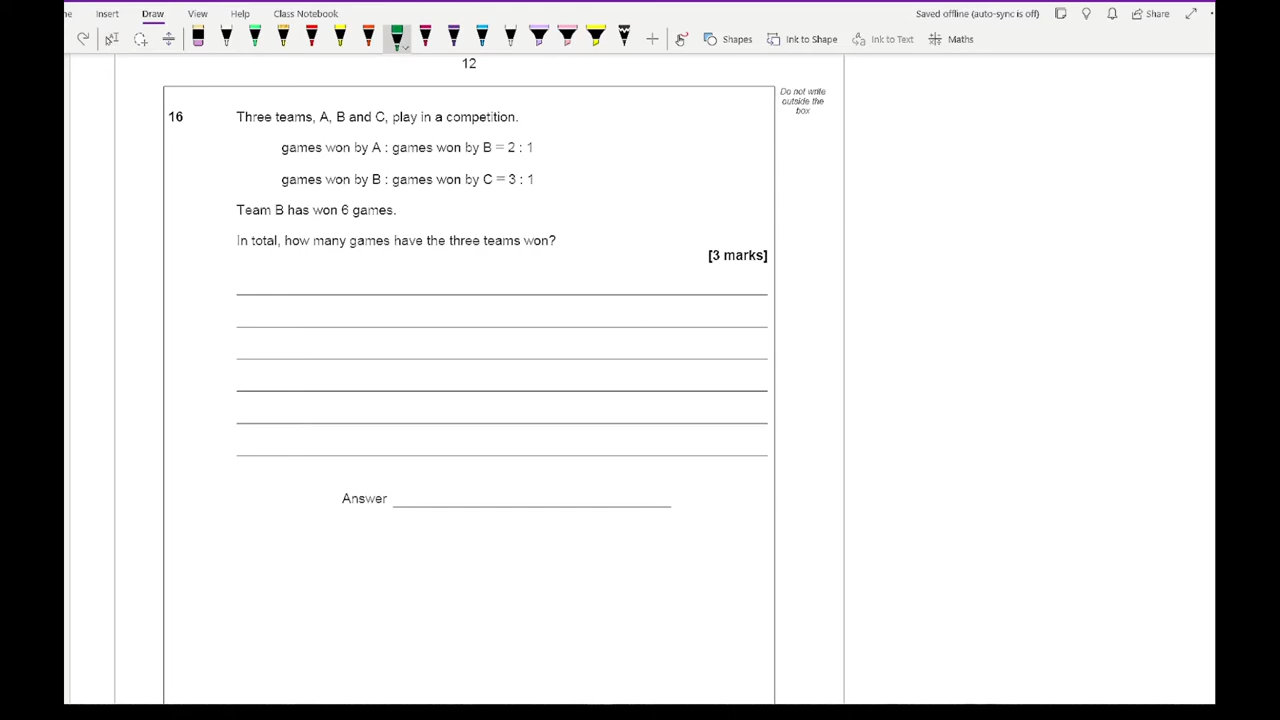 Insert Draw View Help Class Notebook Saved offline (auto-sync is off) Share
Shapes Ink to Shape Ink to Text Maths
12
Do not write
outside the
box
16 Three teams, A, B and C, play in a competition.
games won by A : games won by B = 2 : 1
games won by B : games won by C = 3 : 1
Team B has won 6 games.
In total, how many games have the three teams won?
[3 marks]
Answer